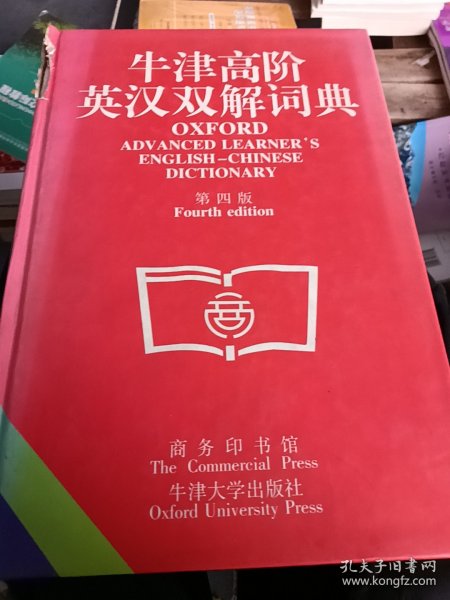 牛津高阶
英汉双解词典
OXFORD
ADVANCED LEARNER'S
ENGLISH-CHINESE
DICTIONARY
第四版
Fourth edition
商务印书馆
The Commercial Press
牛津大学出版社
Oxford University Press
孔夫子旧书网
www.kongfz.com